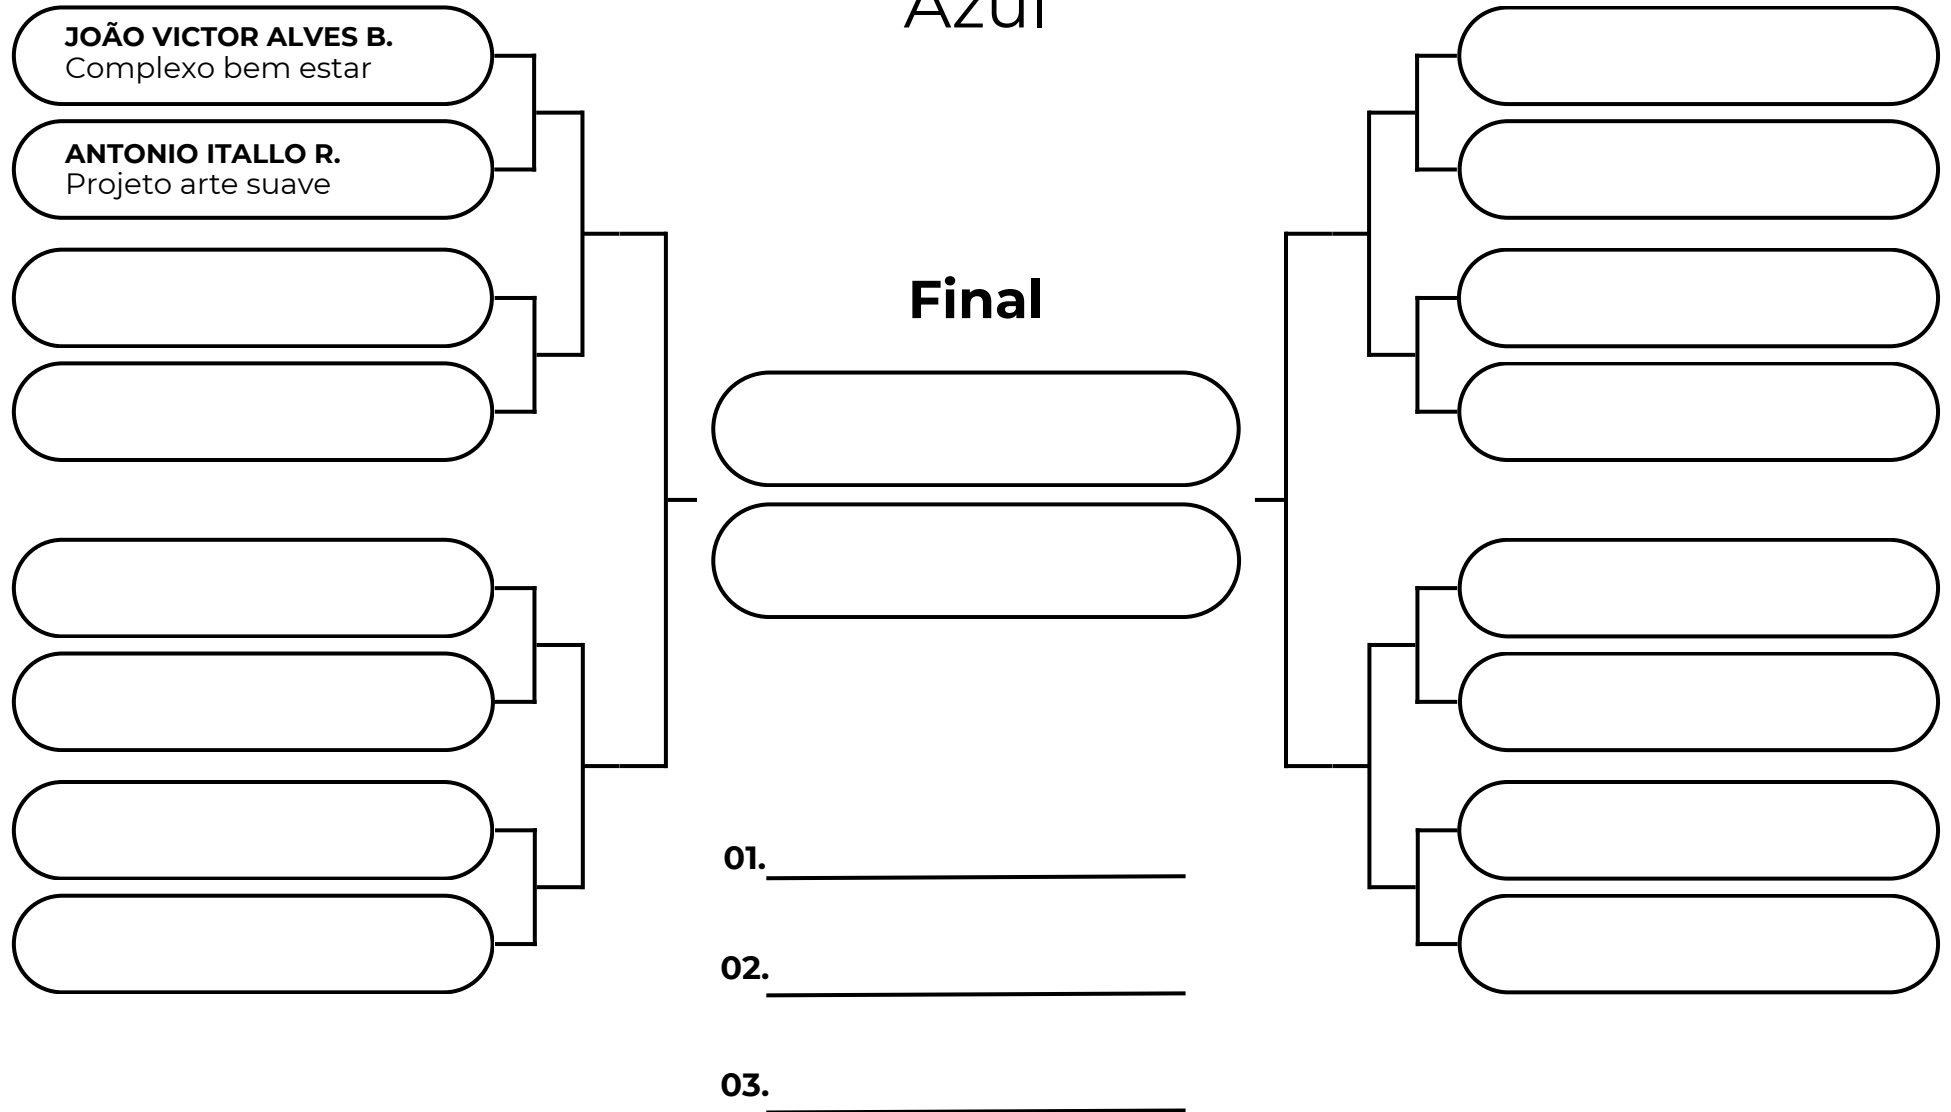 Azul
JOÃO VICTOR ALVES B.
Complexo bem estar
ANTONIO ITALLO R.
Projeto arte suave
Final
01.
02.
03.